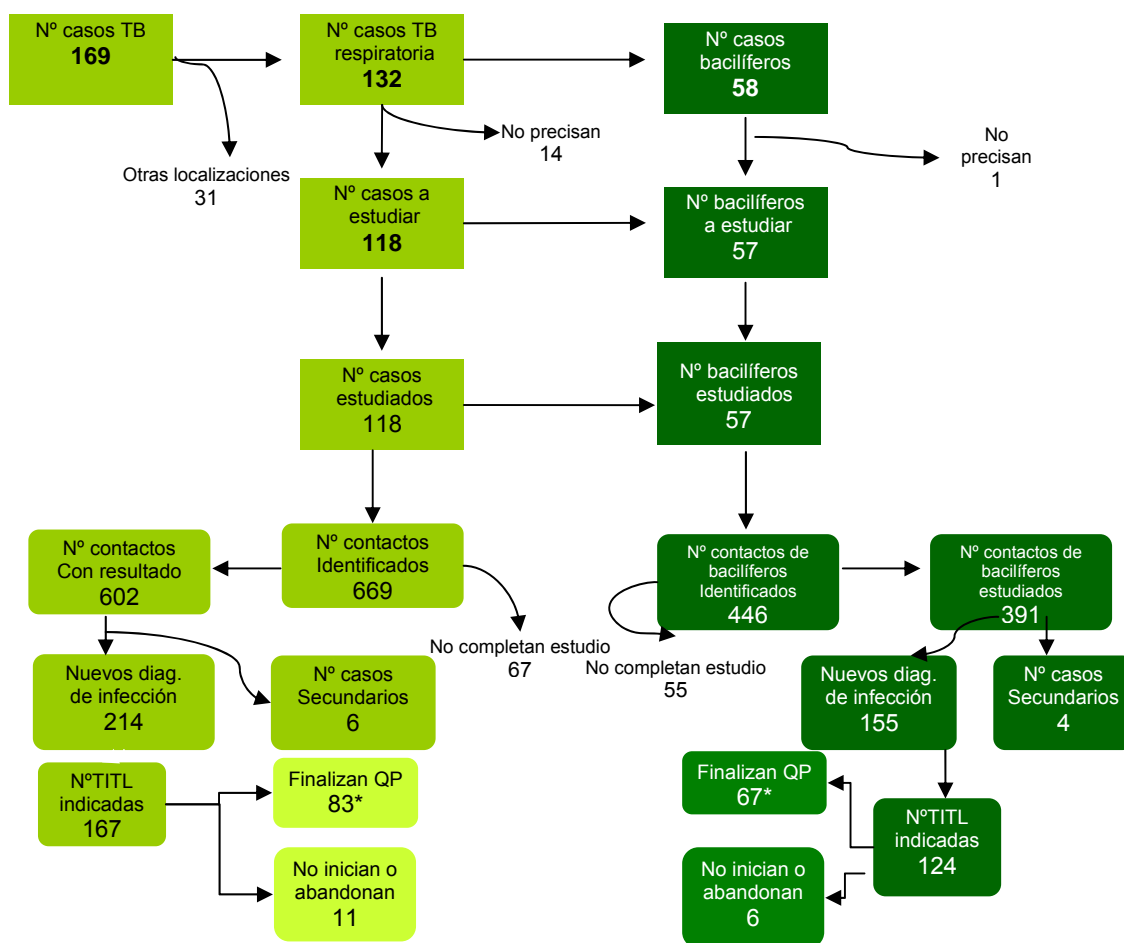 Nº casos TB
169
Nº casos TB
respiratoria
132
Nº casos
bacilíferos
58
No precisan
14
No
precisan
1
Otras localizaciones
31
Nº casos a
estudiar
118
Nº bacilíferos
a estudiar
57
Nº casos
estudiados
118
Nº bacilíferos
estudiados
57
Nº contactos
Con resultado
602
Nº contactos
Identificados
669
Nº contactos de
bacilíferos
Identificados
446
Nº contactos de
bacilíferos
estudiados
391
No completan estudio
67
No completan estudio
55
Nuevos diag.
de infección
214
Nº casos
Secundarios
6
Nuevos diag.
de infección
155
Nº casos
Secundarios
4
NºTITL
indicadas
167
Finalizan QP
83*
Finalizan QP
67*
NºTITL
indicadas
124
No inician o
abandonan
11
No inician o
abandonan
6